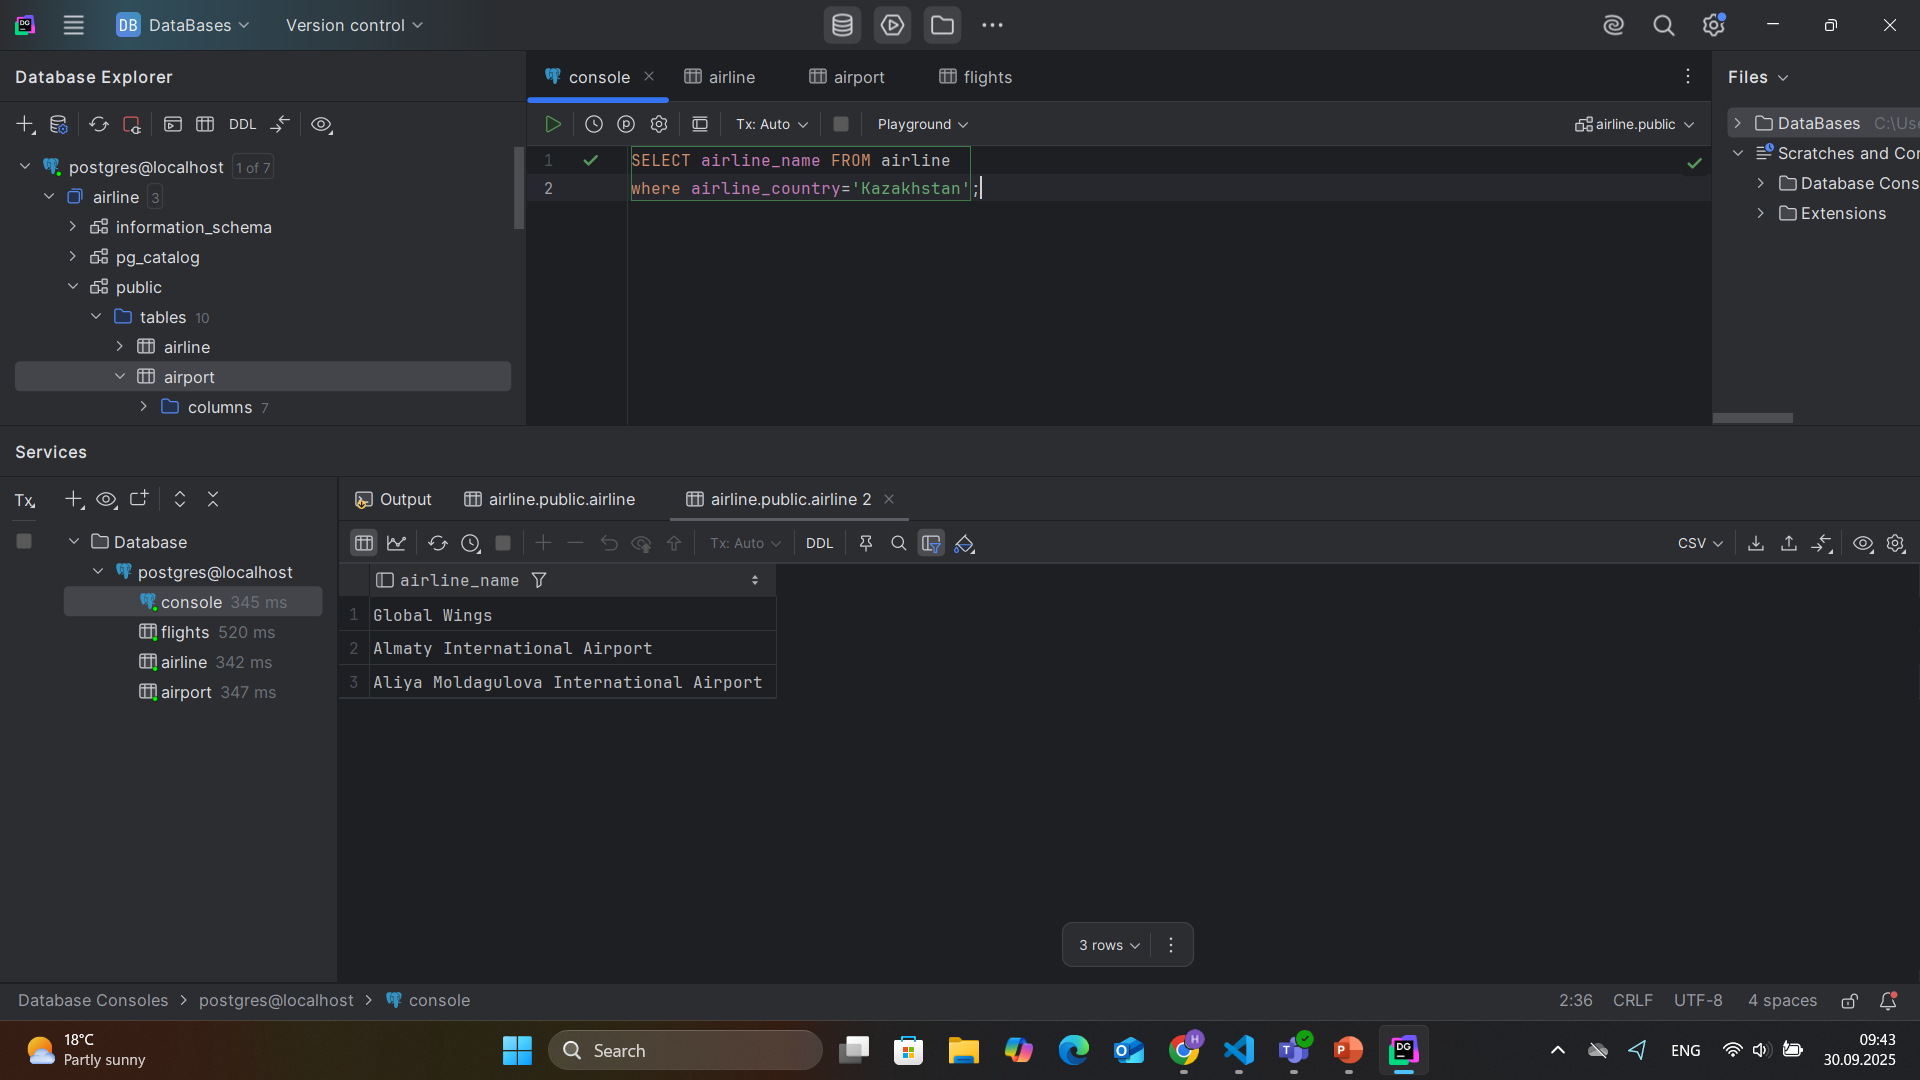 DB DataBases Version control
Database Explorer
console airline airport flights
Files
DDL
Tx: Auto Playground airline.public
postgres@localhost 1 of 7
airline 3
information_schema
pg_catalog
public
tables 10
airline
airport
columns 7
1 SELECT airline_name FROM airline
2 where airline_country='Kazakhstan';
DataBases C:\Use
Scratches and Cor
Database Cons
Extensions
Services
Tx
Database
postgres@localhost
console 345 ms
flights 520 ms
airline 342 ms
airport 347 ms
Output airline.public.airline airline.public.airline 2
Tx: Auto DDL CSV
airline_name
1 Global Wings
2 Almaty International Airport
3 Aliya Moldagulova International Airport
3 rows
Database Consoles > postgres@localhost > console
2:36 CRLF UTF-8 4 spaces
18°C
Partly sunny
Search
ENG
09:43
30.09.2025